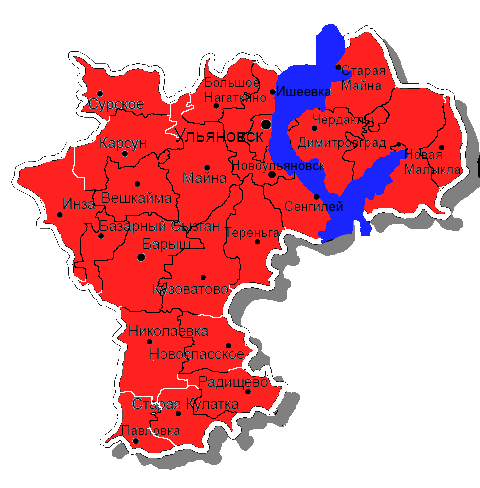 Старая
Майна
Большое
Нагаткино
Ишеевка
Сурское
Чердаклы
Ульяновск
Карсун
Димитровград
Новая
Малыкла
Новоульяновск
Майна
Вешкайма
Инза
Сенгилей
Базарный Сызган
Тереньга
Барыш
Кузоватово
Николаевка
Новоспасское
Радищево
Старая Кулатка
Павловка